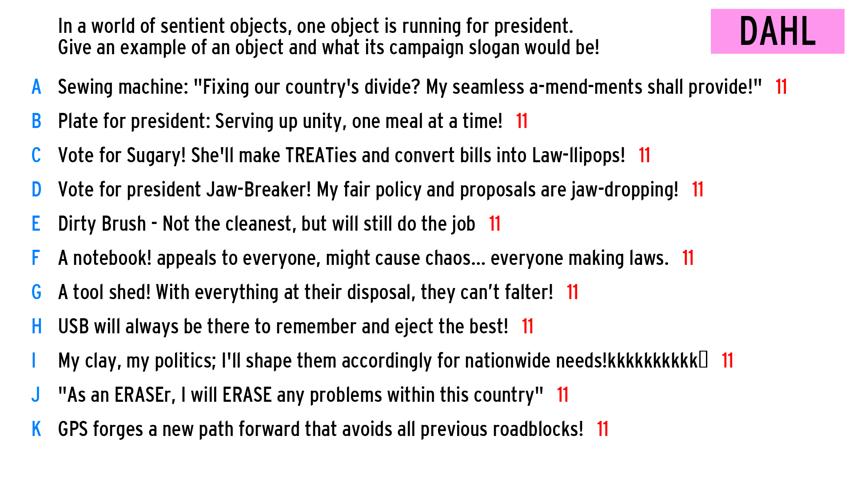 In a world of sentient objects, one object is running for president.
Give an example of an object and what its campaign slogan would be!
DAHL
A Sewing machine: "Fixing our country's divide? My seamless a-mend-ments shall provide!" 11
B Plate for president: Serving up unity, one meal at a time! 11
C Vote for Sugary! She'll make TREATies and convert bills into Law-llipops! 11
D Vote for president Jaw-Breaker! My fair policy and proposals are jaw-dropping! 11
E Dirty Brush - Not the cleanest, but will still do the job 11
F A notebook! appeals to everyone, might cause chaos... everyone making laws. 11
G A tool shed! With everything at their disposal, they can’t falter! 11
H USB will always be there to remember and eject the best! 11
I My clay, my politics; I'll shape them accordingly for nationwide needs!kkkkkkkkkk 11
J "As an ERASEr, I will ERASE any problems within this country" 11
K GPS forges a new path forward that avoids all previous roadblocks! 11